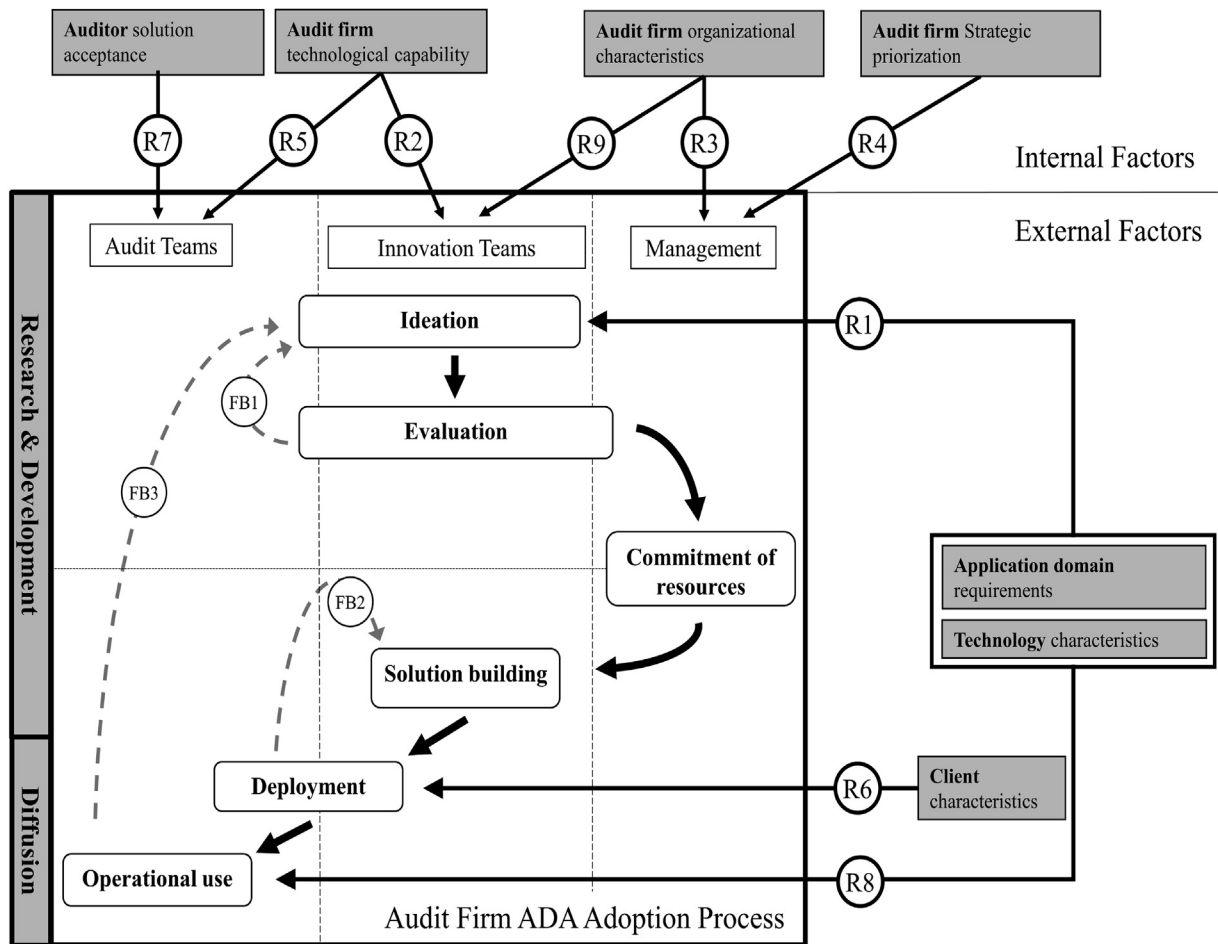 Auditor solution
acceptance
Audit firm
technological capability
Audit firm organizational
characteristics
Audit firm Strategic
priorization
R7
R5
R2
R9
R3
R4
Internal Factors
External Factors
Audit Teams
Innovation Teams
Management
Research & Development
Diffusion
Ideation
R1
FB1
Evaluation
FB3
Commitment of
resources
Application domain
requirements
Technology characteristics
FB2
Solution building
Deployment
R6
Client
characteristics
Operational use
R8
Audit Firm ADA Adoption Process